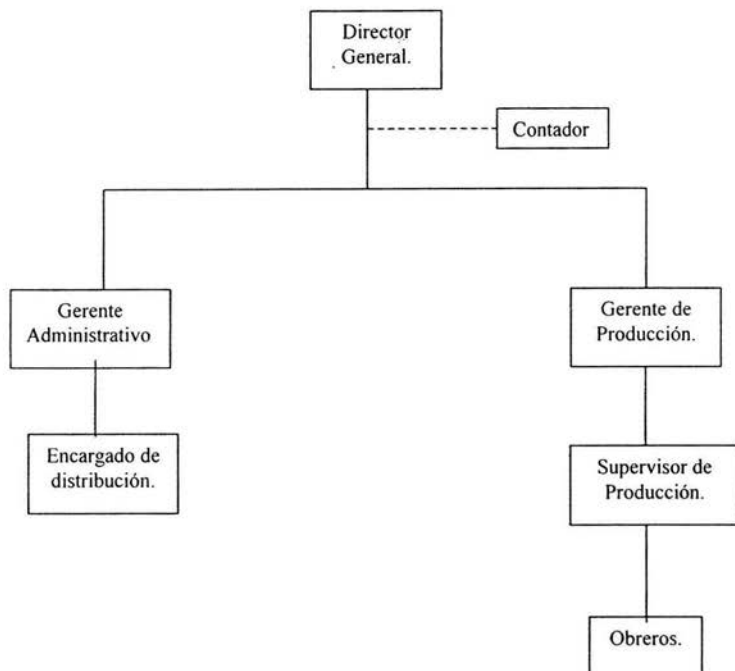 Director
General.
Contador
Gerente
Administrativo
Gerente de
Producción.
Encargado de
distribución.
Supervisor de
Producción.
Obreros.